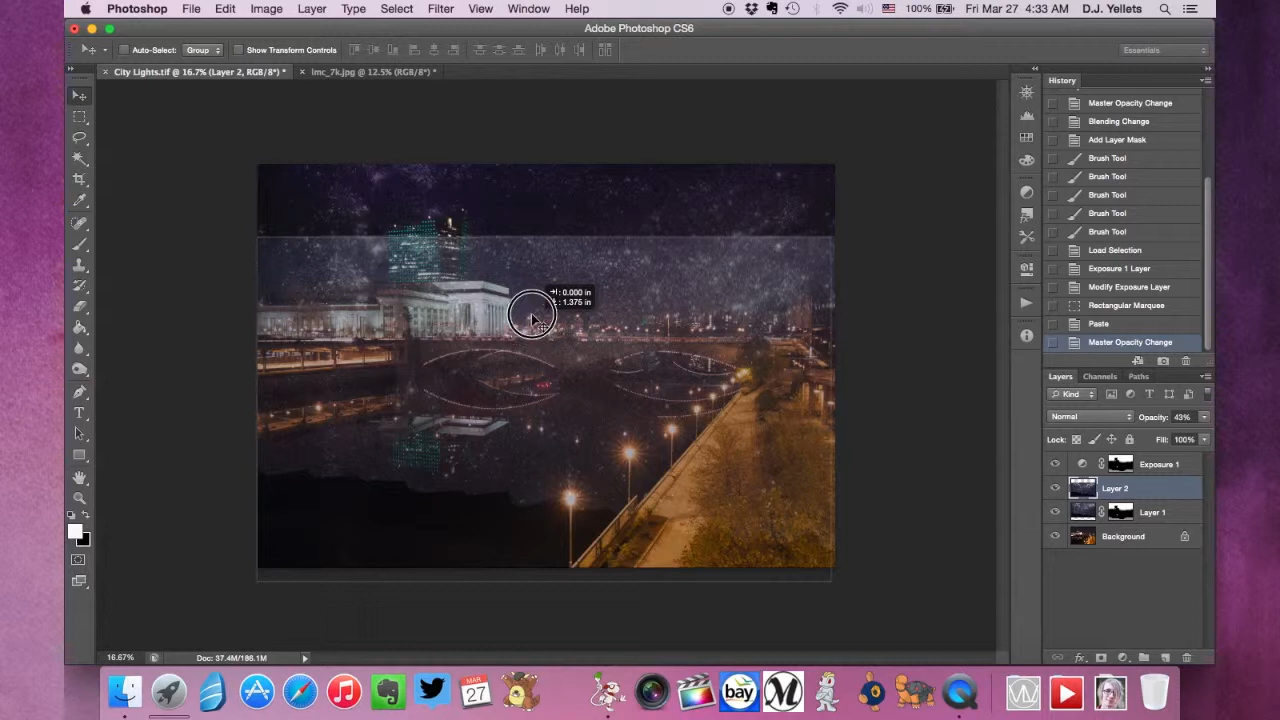 Photoshop File Edit Image Layer Type Select Filter View Window Help 100% Fri Mar 27 4:33 AM D.J. Yellets
Adobe Photoshop CS6
Auto-Select: Group Show Transform Controls Essentials
City Lights.tif @ 16.7% (Layer 2, RGB/8*) * imc_7k.jpg @ 12.5% (RGB/8*) *
History
Master Opacity Change
Blending Change
Add Layer Mask
Brush Tool
Brush Tool
Brush Tool
Brush Tool
Brush Tool
Load Selection
Exposure 1 Layer
Modify Exposure Layer
Rectangular Marquee
Paste
Master Opacity Change
: 0.000 in
: 1.375 in
Layers Channels Paths
Kind
Normal Opacity: 43%
Lock: Fill: 100%
Exposure 1
Layer 2
Layer 1
Background
16.67% Doc: 37.4M/186.1M
MAR
27
bay
M